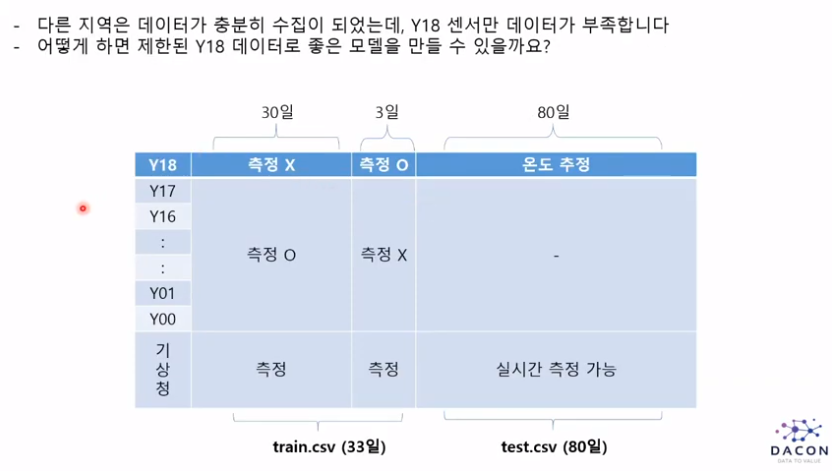 - 다른 지역은 데이터가 충분히 수집이 되었는데, Y18 센서만 데이터가 부족합니다
- 어떻게 하면 제한된 Y18 데이터로 좋은 모델을 만들 수 있을까요?
30일 3일 80일
Y18 측정 X 측정 O 온도 추정
Y17
Y16
:
측정 O 측정 X -
:
Y01
Y00
기
상
청
측정 측정 실시간 측정 가능
train.csv (33일) test.csv (80일)
DACON
DATA TO VALUE